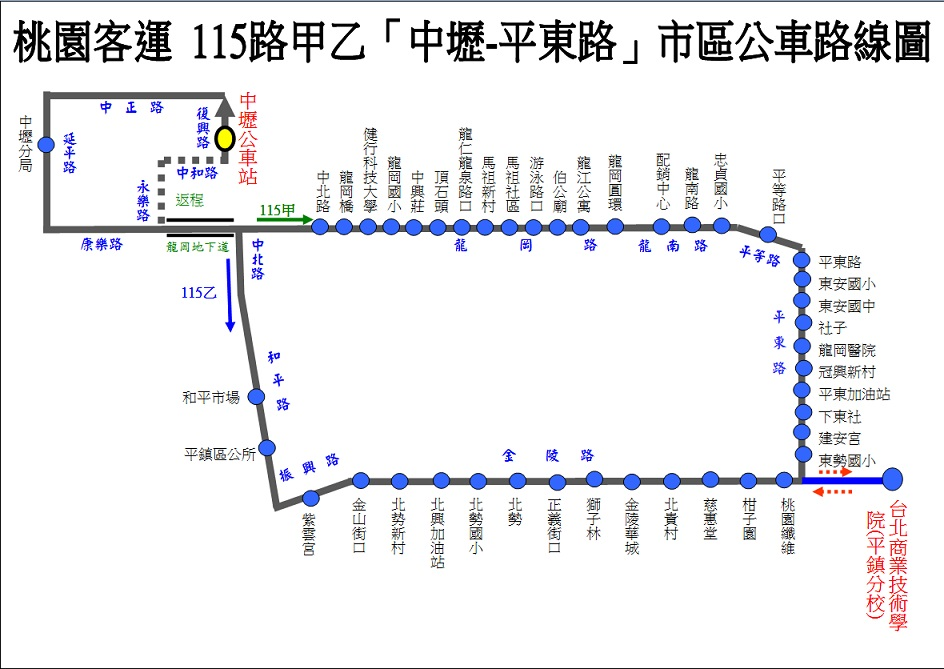 桃園客運 115路甲乙「中壢-平東路」市區公車路線圖
中正路
復興路
中壢公車站
中壢分局
延平路
中和路
永樂路
返程
115甲
康樂路
龍岡地下道
中北路
115乙
中北路
龍岡橋
健行科技大學
龍岡國小
中興莊
頂石頭
龍仁龍泉路口
馬祖新村
馬祖社區
游泳路口
伯公廟
龍江公寓
龍岡圓環
配銷中心
龍南路
忠貞國小
平等路口
龍岡路
龍南路
平等路
平東路
平東路
東安國小
東安國中
社子
龍岡醫院
冠興新村
平東加油站
下東社
建安宮
東勢國小
和平路
和平市場
平鎮區公所
振興路
金陵路
紫雲宮
金山街口
北勢新村
北興加油站
北勢國小
北勢
正義街口
獅子林
金陵華城
北貴村
慈惠堂
柑子園
桃園纖維
台北商業技術學
院(平鎮分校)